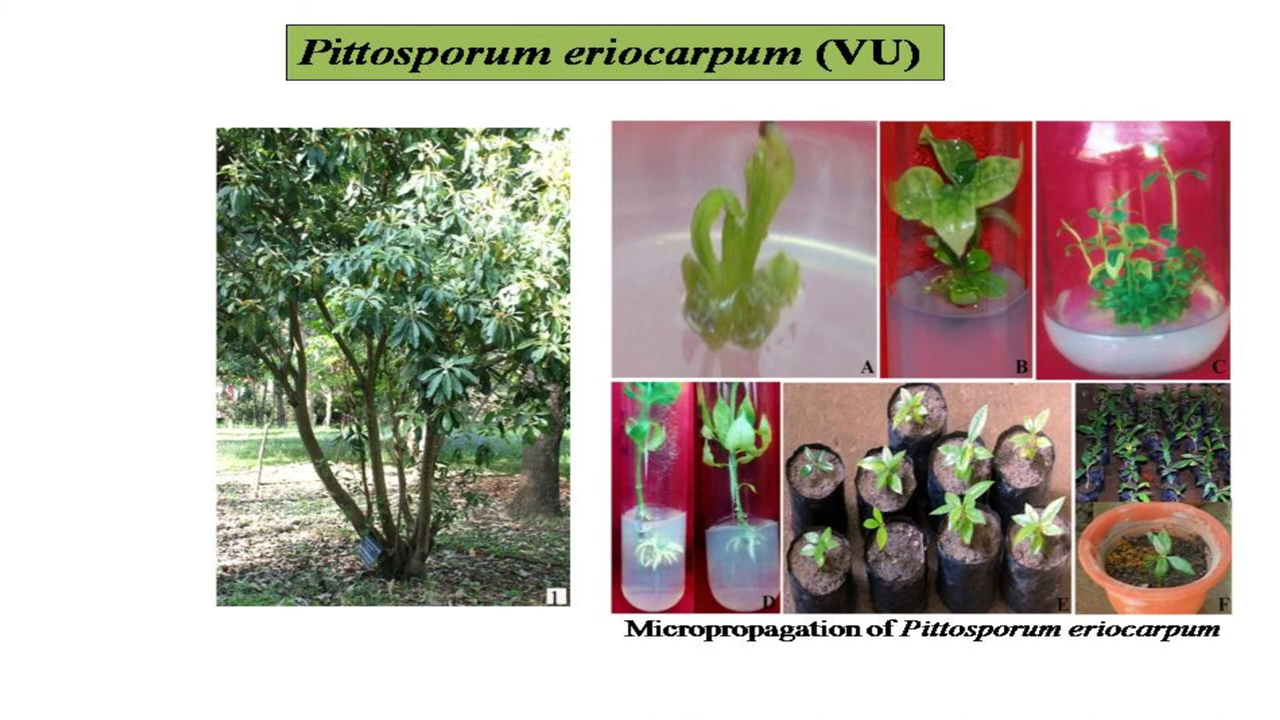 Pittosporum eriocarpum (VU)
1
A
B
C
D
E
F
Micropropagation of Pittosporum eriocarpum